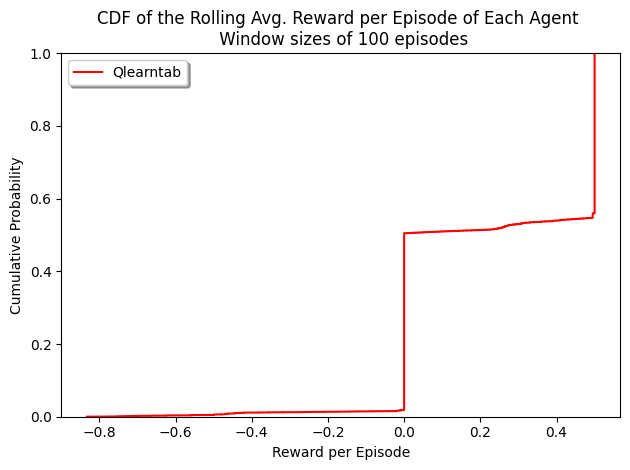 CDF of the Rolling Avg. Reward per Episode of Each Agent
Window sizes of 100 episodes
Qlearntab
1.0
0.8
0.6
0.4
0.2
0.0
Cumulative Probability
−0.8
−0.6
−0.4
−0.2
0.0
0.2
0.4
Reward per Episode